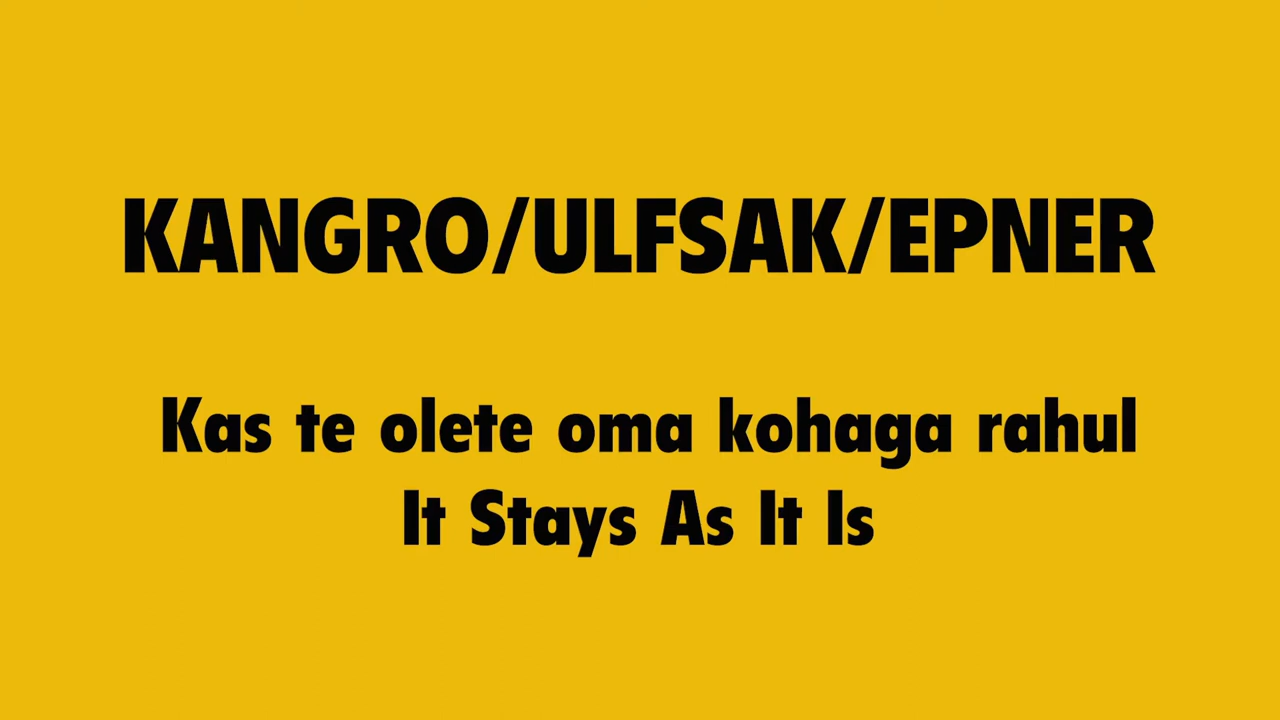 KANGRO/ULFSAK/EPNER
Kas te olete oma kohaga rahul
It Stays As It Is